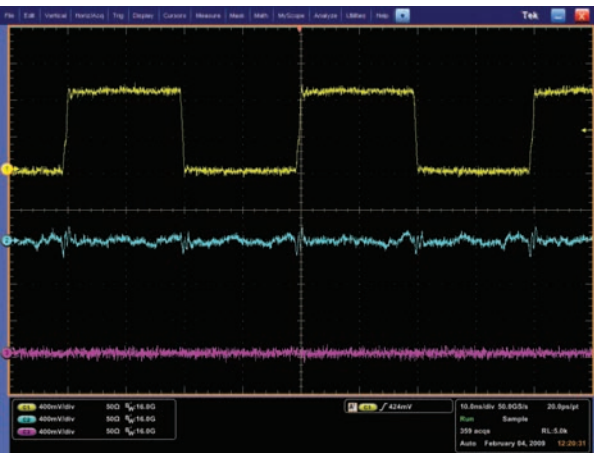 File Edit Vertical Horiz/Acq Trig Display Cursors Measure Mask Math MyScope Analyze Utilities Help Tek
1
2
3
C1 400mV/div 50Ω BW:16.0G
C2 400mV/div 50Ω BW:16.0G
C3 400mV/div 50Ω BW:16.0G
A' C1 / 424mV
10.0ns/div 50.0GS/s 20.0ps/pt
Run Sample
359 acqs RL:5.0k
Auto February 04, 2009 12:20:31